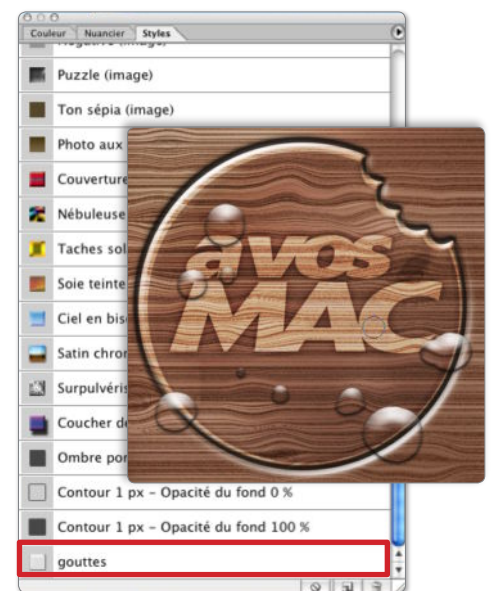 Couleur Nuancier Styles
Négative (image)
Puzzle (image)
Ton sépia (image)
Photo aux
Couverture
Nébuleuse
Taches sol
Soie teinte
Ciel en bis
Satin chron
Surpulvéris
Coucher de
Ombre por
Contour 1 px – Opacité du fond 0 %
Contour 1 px – Opacité du fond 100 %
gouttes
avos
MAC